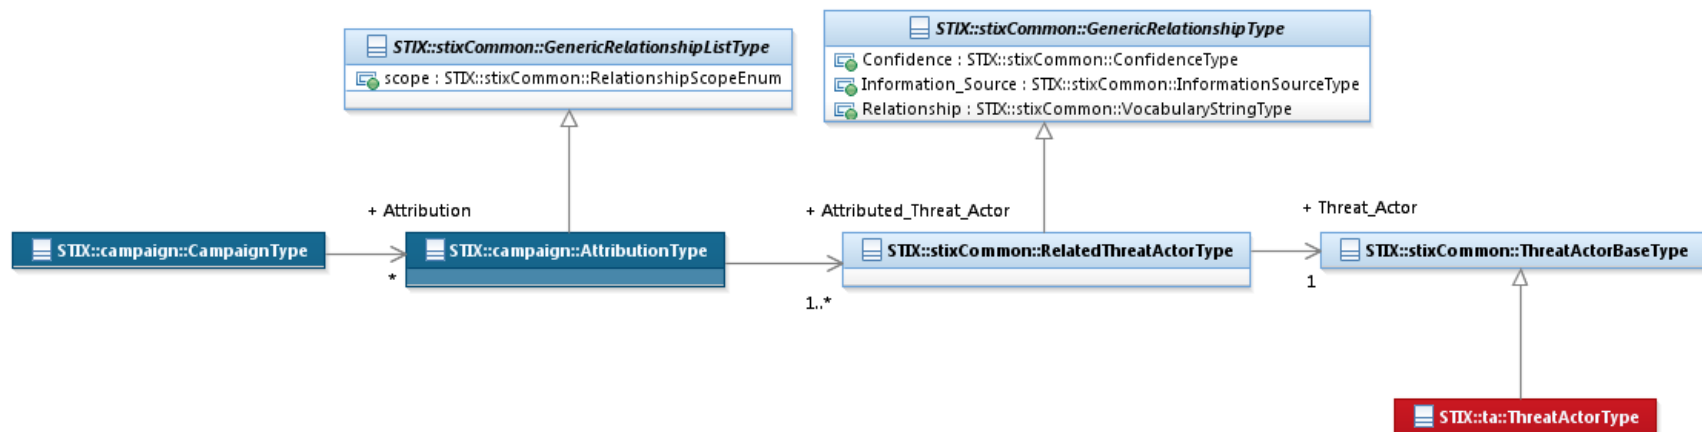 STIX::stixCommon::GenericRelationshipListType
scope : STIX::stixCommon::RelationshipScopeEnum
STIX::stixCommon::GenericRelationshipType
Confidence : STIX::stixCommon::ConfidenceType
Information_Source : STIX::stixCommon::InformationSourceType
Relationship : STIX::stixCommon::VocabularyStringType
+ Attribution
+ Attributed_Threat_Actor
+ Threat_Actor
STIX::campaign::CampaignType
STIX::campaign::AttributionType
STIX::stixCommon::RelatedThreatActorType
STIX::stixCommon::ThreatActorBaseType
*
1..*
1
STIX::ta::ThreatActorType